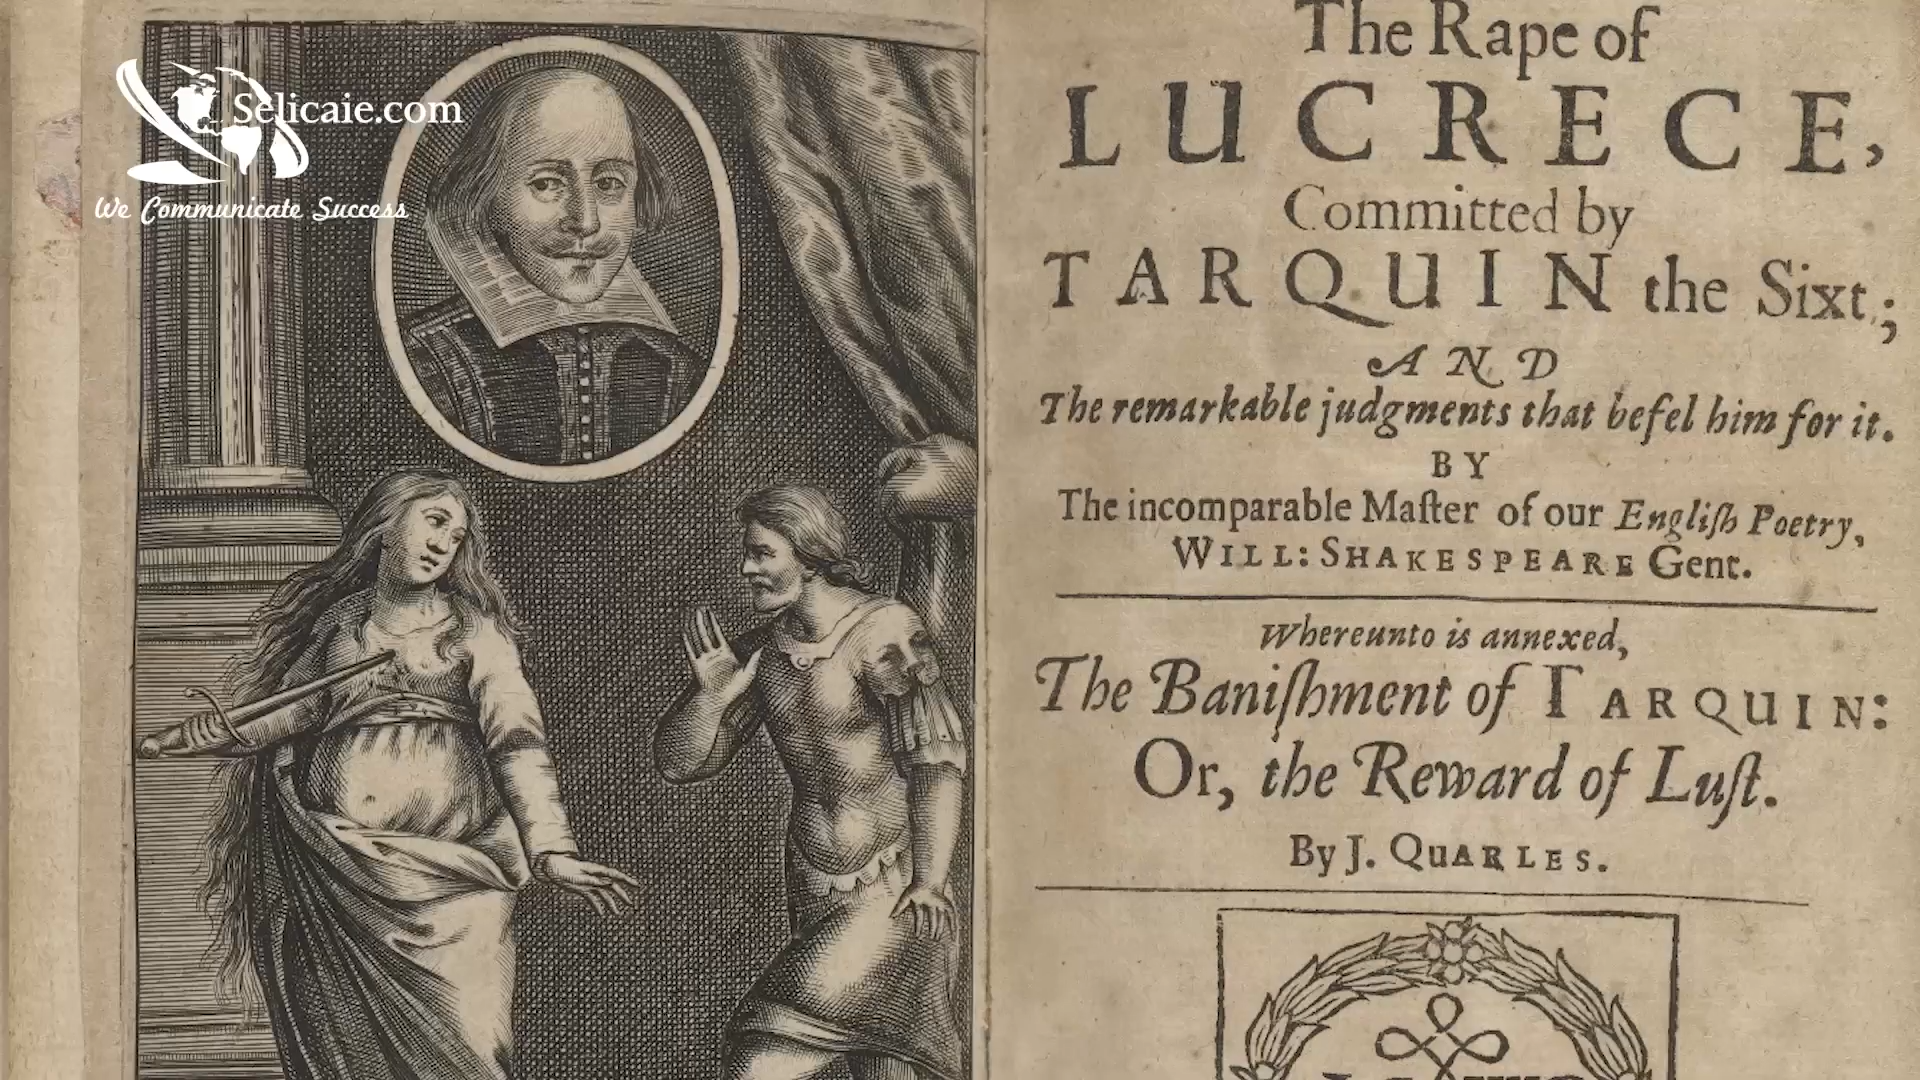 Selicaie.com
We Communicate Success
The Rape of
LUCRECE,
Committed by
TARQUIN the Sixt;
AND
The remarkable judgments that befel him for it.
BY
The incomparable Maſter of our Engliſh Poetry,
WILL: SHAKESPEARE Gent.
Whereunto is annexed,
The Baniſhment of TARQUIN:
Or, the Reward of Luſt.
By J. QUARLES.